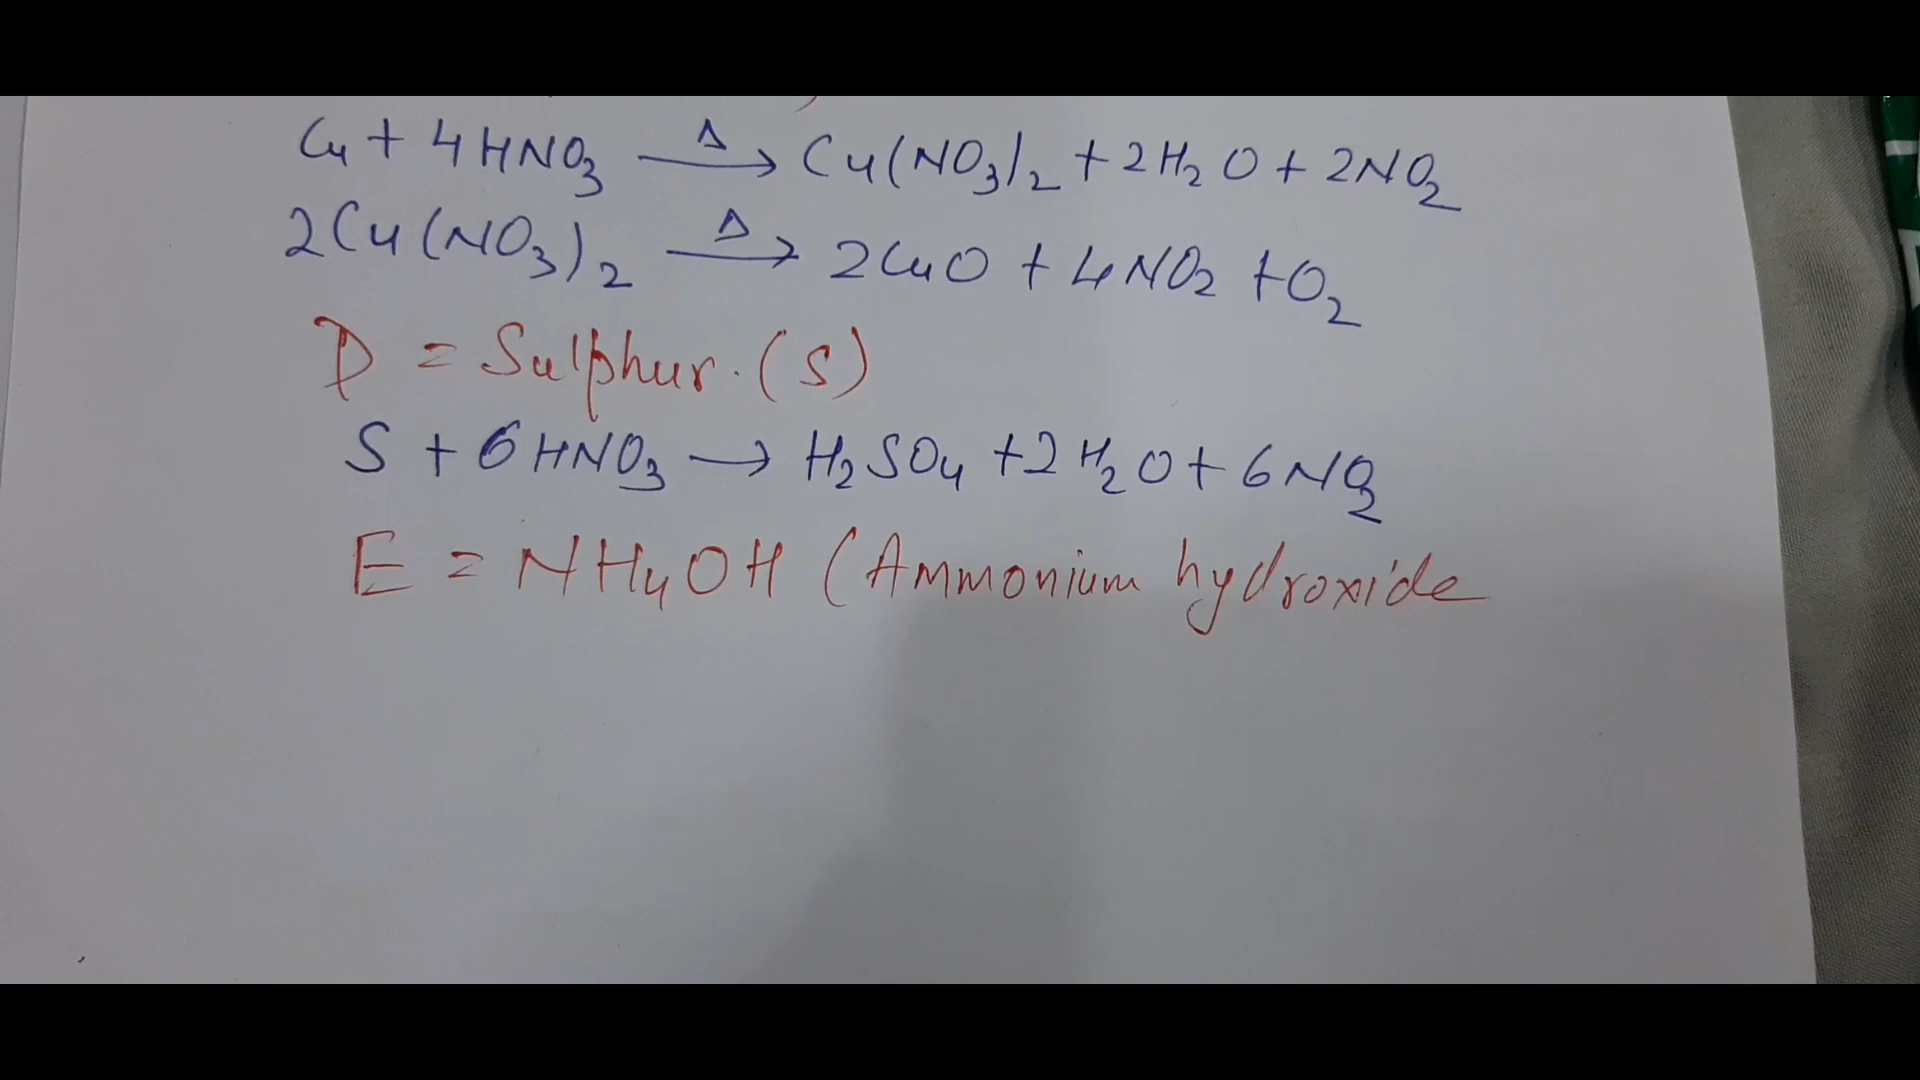 Cu + 4HNO₃ —Δ→ Cu(NO₃)₂ + 2H₂O + 2NO₂
2Cu(NO₃)₂ —Δ→ 2CuO + 4NO₂ + O₂
D = Sulphur. (S)
S + 6HNO₃ → H₂SO₄ + 2H₂O + 6NO₂
E = NH₄OH (Ammonium hydroxide